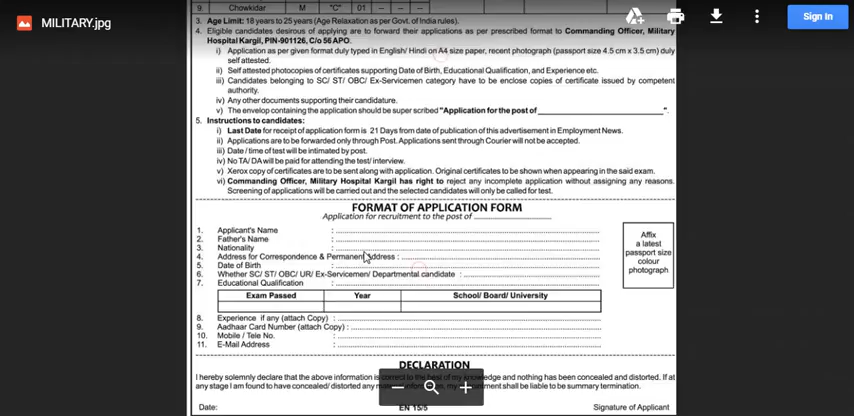 MILITARY.jpg
Sign In
9. Chowkidar M "C" 01 -- -- --
3. Age Limit: 18 years to 25 years (Age Relaxation as per Govt. of India rules).
4. Eligible candidates desirous of applying are to forward their applications as per prescribed format to Commanding Officer, Military
Hospital Kargil, PIN-901126, C/o 56 APO.
i) Application as per given format duly typed in English/ Hindi on A4 size paper, recent photograph (passport size 4.5 cm x 3.5 cm) duly
self attested.
ii) Self attested photocopies of certificates supporting Date of Birth, Educational Qualification, and Experience etc.
iii) Candidates belonging to SC/ ST/ OBC/ Ex-Servicemen category have to be enclose copies of certificate issued by competent
authority.
iv) Any other documents supporting their candidature.
v) The envelop containing the application should be super scribed "Application for the post of ____________________".
5. Instructions to candidates:
i) Last Date for receipt of application form is 21 Days from date of publication of this advertisement in Employment News.
ii) Applications are to be forwarded only through Post. Applications sent through Courier will not be accepted.
iii) Date / time of test will be intimated by post.
iv) No TA/ DA will be paid for attending the test/ interview.
v) Xerox copy of certificates are to be sent along with application. Original certificates to be shown when appearing in the said exam.
vi) Commanding Officer, Military Hospital Kargil has right to reject any incomplete application without assigning any reasons.
Screening of applications will be carried out and the selected candidates will only be called for test.
FORMAT OF APPLICATION FORM
Application for recruitment to the post of ______________
1. Applicant's Name :
2. Father's Name :
3. Nationality :
4. Address for Correspondence & Permanent Address :
5. Date of Birth :
6. Whether SC/ ST/ OBC/ UR/ Ex-Servicemen/ Departmental candidate :
7. Educational Qualification :
Exam Passed Year School/ Board/ University
8. Experience if any (attach Copy) :
9. Aadhaar Card Number (attach Copy) :
10. Mobile / Tele No. :
11. E-Mail Address :
Affix
a latest
passport size
colour
photograph
DECLARATION
I hereby solemnly declare that the above information is correct to the best of my knowledge and nothing has been concealed and distorted. If at
any stage I am found to have concealed/ distorted any shall be liable to be summary termination.
Date: EN 15/5 Signature of Applicant